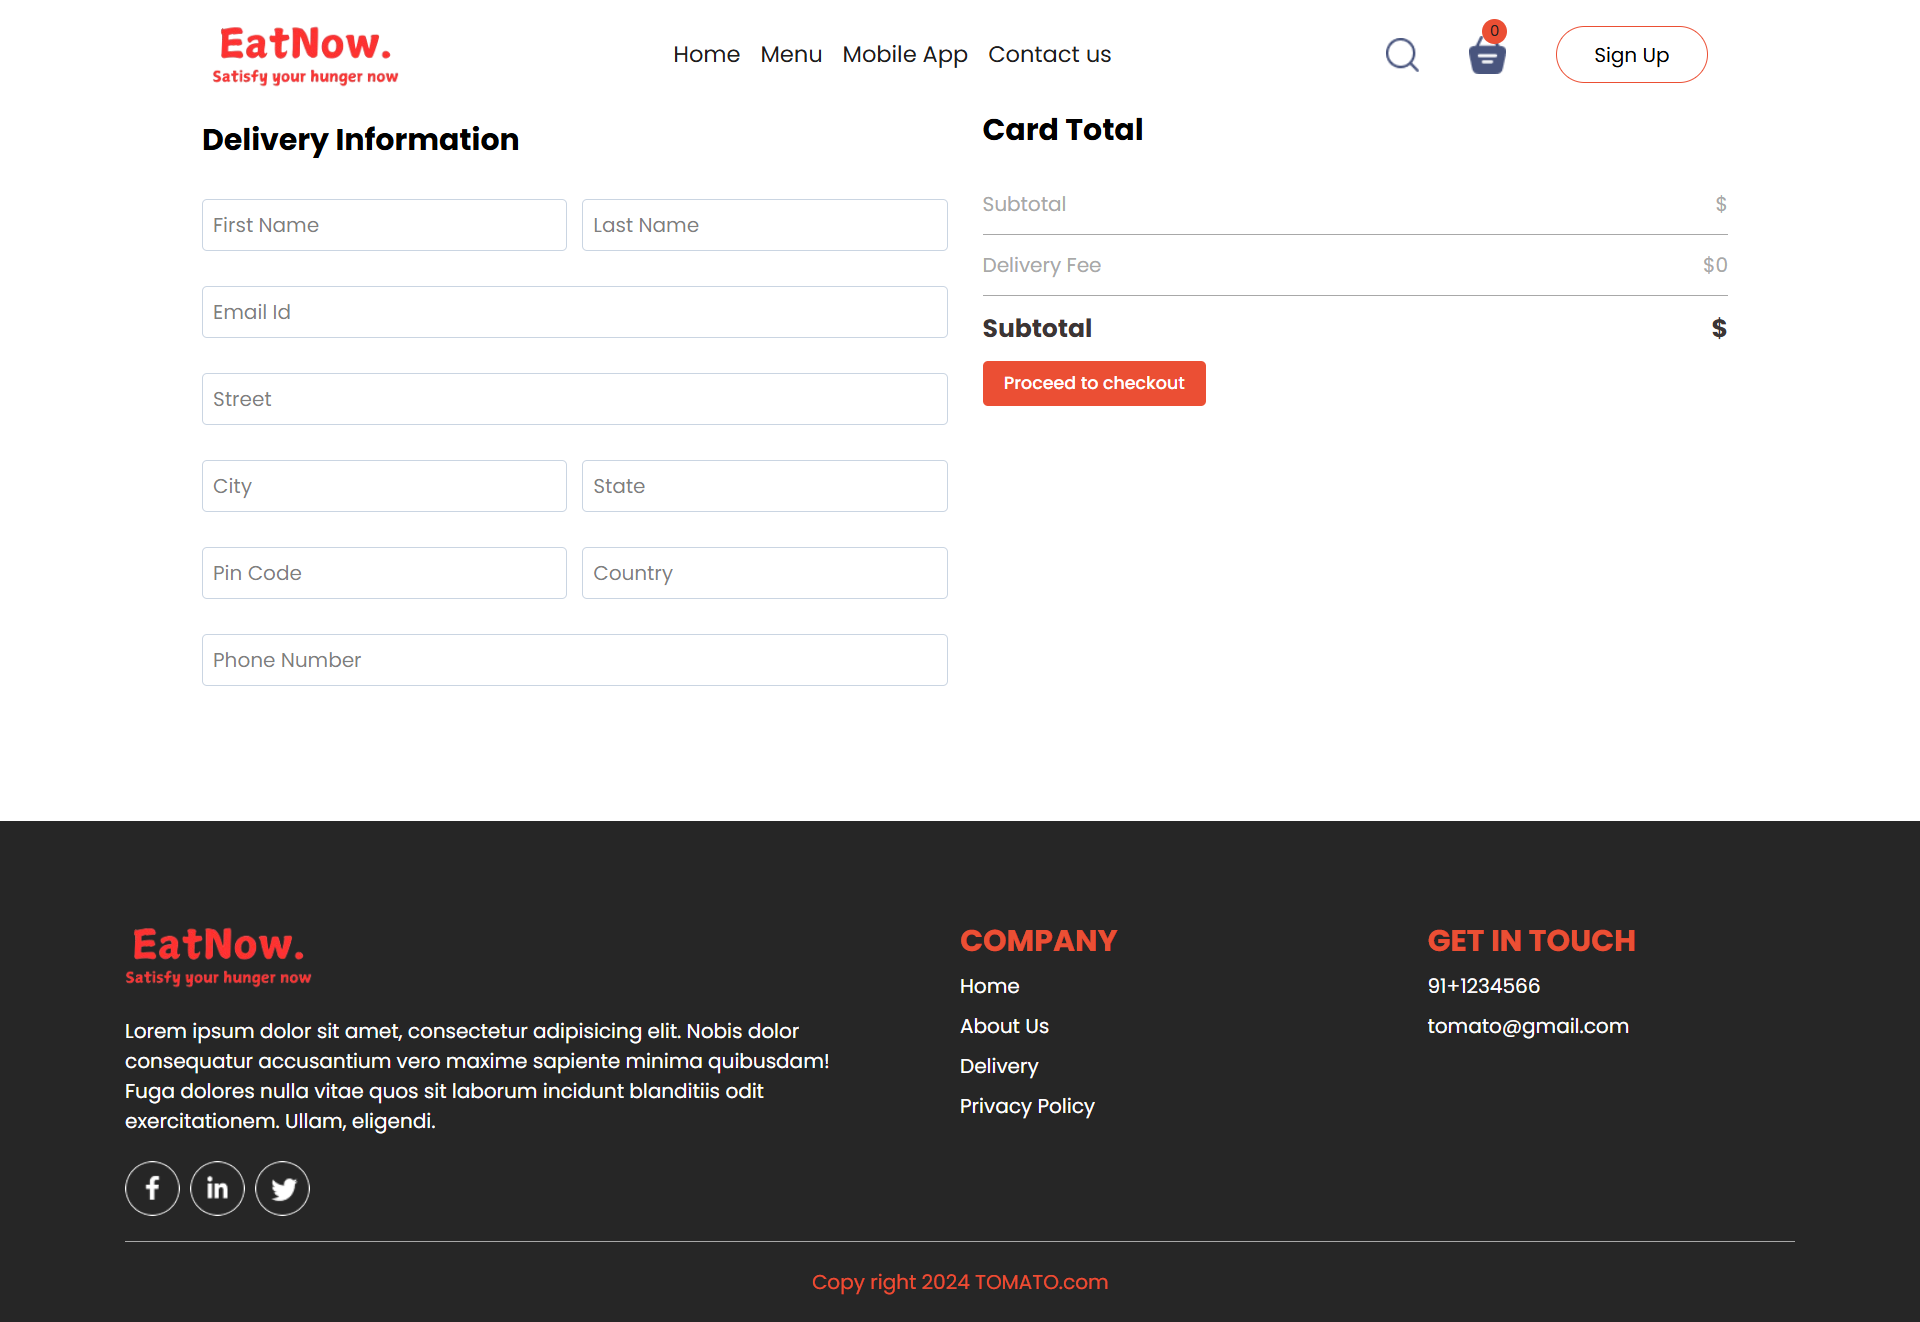 EatNow.
Satisfy your hunger now
Home Menu Mobile App Contact us
0
Sign Up
Delivery Information
First Name
Last Name
Email Id
Street
City
State
Pin Code
Country
Phone Number
Card Total
Subtotal $
Delivery Fee $0
Subtotal $
Proceed to checkout
EatNow.
Satisfy your hunger now
Lorem ipsum dolor sit amet, consectetur adipisicing elit. Nobis dolor
consequatur accusantium vero maxime sapiente minima quibusdam!
Fuga dolores nulla vitae quos sit laborum incidunt blanditiis odit
exercitationem. Ullam, eligendi.
f
in
COMPANY
Home
About Us
Delivery
Privacy Policy
GET IN TOUCH
91+1234566
tomato@gmail.com
Copy right 2024 TOMATO.com